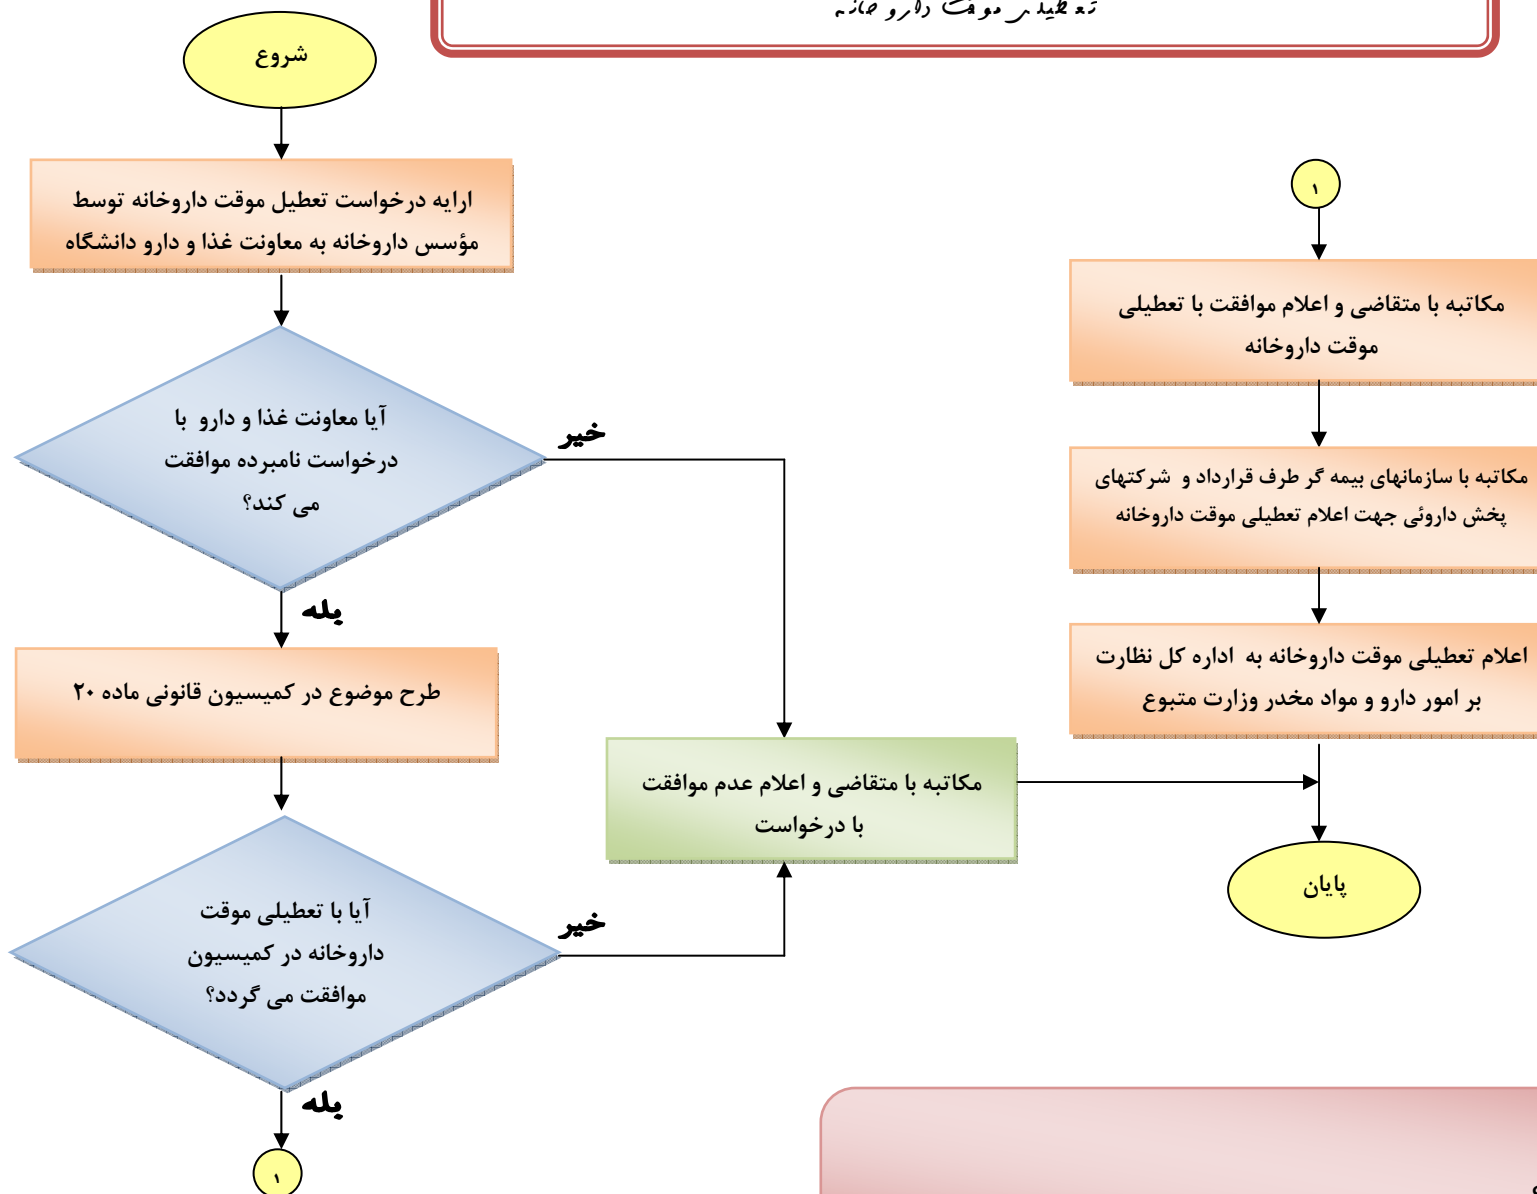 تعطیلی موقت داروخانه
شروع
ارایه درخواست تعطیل موقت داروخانه توسط
مؤسس داروخانه به معاونت غذا و دارو دانشگاه
آیا معاونت غذا و دارو با
درخواست نامبرده موافقت
می کند؟
خیر
بله
طرح موضوع در کمیسیون قانونی ماده ۲۰
آیا با تعطیلی موقت
داروخانه در کمیسیون
موافقت می گردد؟
خیر
بله
۱
مکاتبه با متقاضی و اعلام عدم موافقت
با درخواست
۱
مکاتبه با متقاضی و اعلام موافقت با تعطیلی
موقت داروخانه
مکاتبه با سازمانهای بیمه گر طرف قرارداد و شرکتهای
پخش داروئی جهت اعلام تعطیلی موقت داروخانه
اعلام تعطیلی موقت داروخانه به اداره کل نظارت
بر امور دارو و مواد مخدر وزارت متبوع
پایان